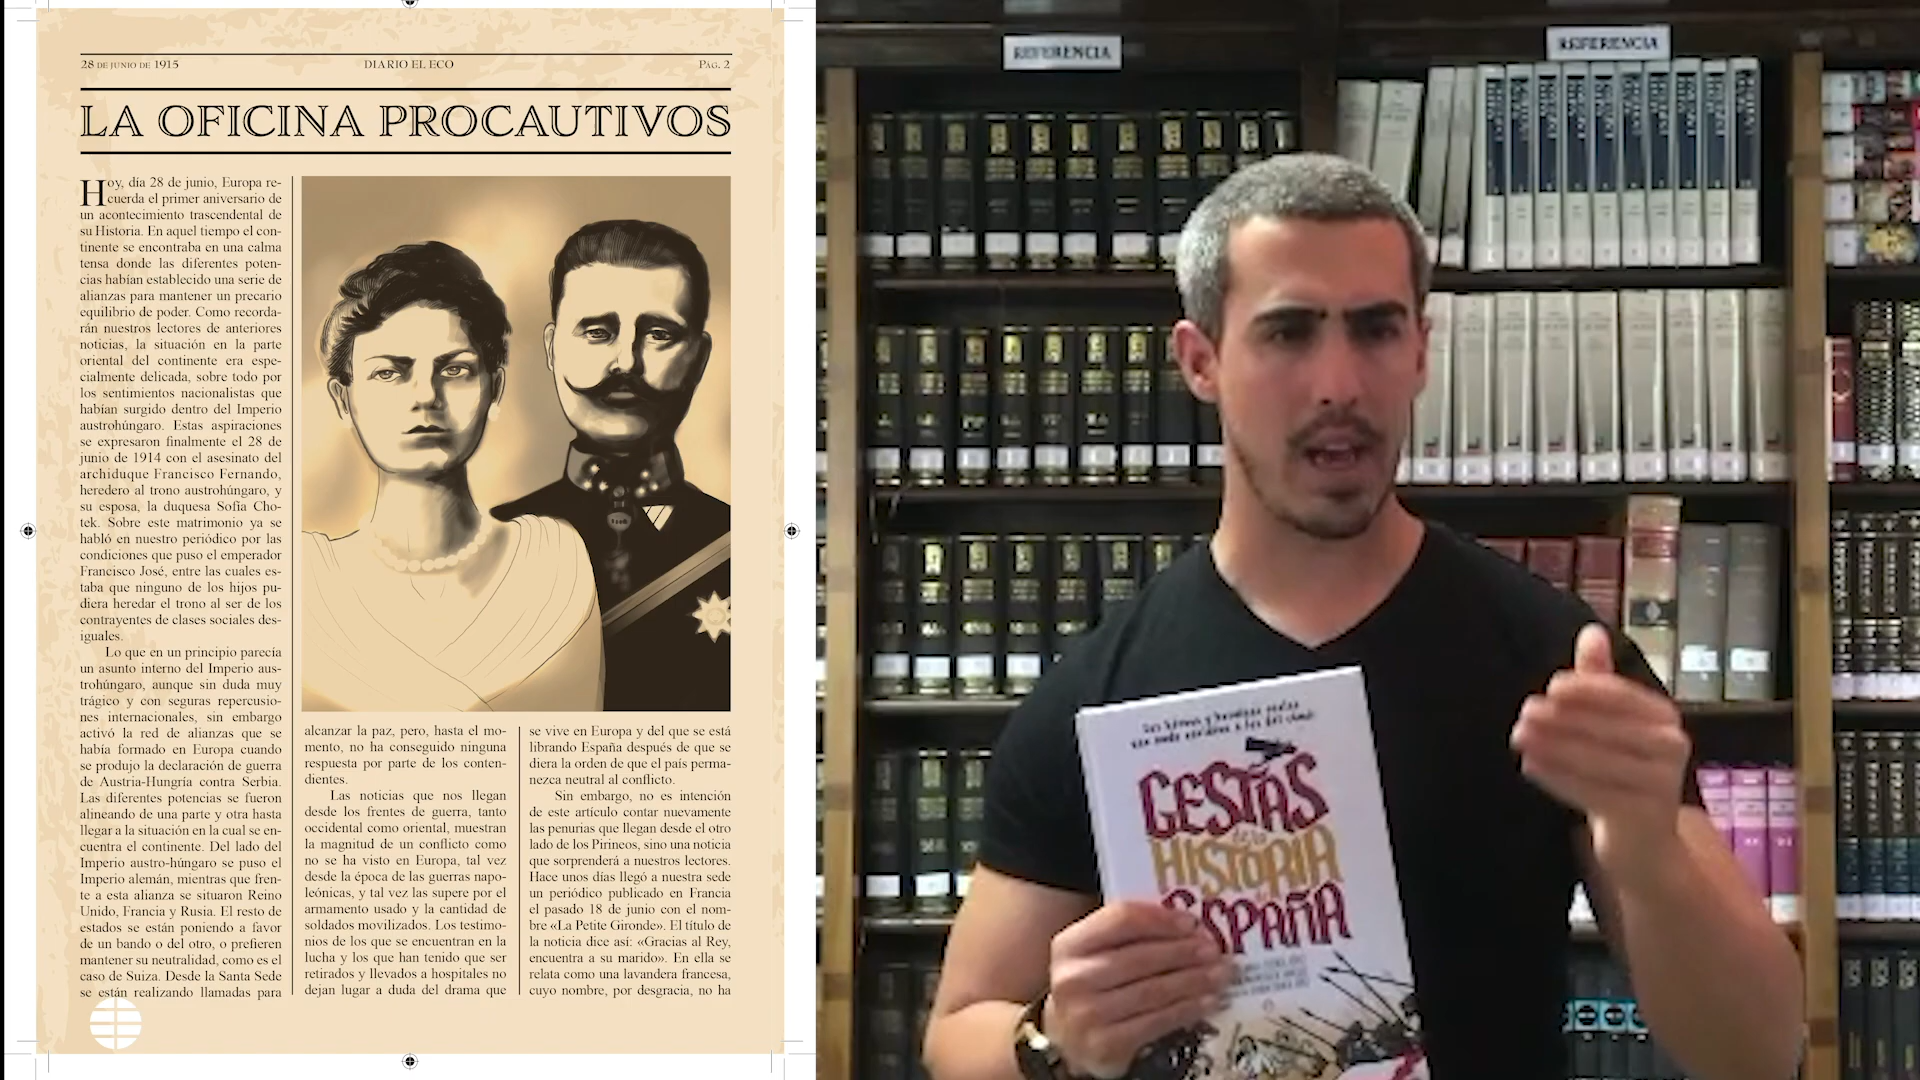 28 DE JUNIO DE 1915 DIARIO EL ECO PÁG. 2
LA OFICINA PROCAUTIVOS
Hoy, día 28 de junio, Europa re-
cuerda el primer aniversario de
un acontecimiento trascendental de
su Historia. En aquel tiempo el con-
tinente se encontraba en una calma
tensa donde las diferentes poten-
cias habían establecido una serie de
alianzas para mantener un precario
equilibrio de poder. Como recorda-
rán nuestros lectores de anteriores
noticias, la situación en la parte
oriental del continente era espe-
cialmente delicada, sobre todo por
los sentimientos nacionalistas que
habían surgido dentro del Imperio
austrohúngaro. Estas aspiraciones
se expresaron finalmente el 28 de
junio de 1914 con el asesinato del
archiduque Francisco Fernando,
heredero al trono austrohúngaro, y
su esposa, la duquesa Sofía Cho-
tek. Sobre este matrimonio ya se
habló en nuestro periódico por las
condiciones que puso el emperador
Francisco José, entre las cuales es-
taba que ninguno de los hijos pu-
diera heredar el trono al ser de los
contrayentes de clases sociales des-
iguales.
Lo que en un principio parecía
un asunto interno del Imperio aus-
trohúngaro, aunque sin duda muy
trágico y con seguras repercusio-
nes internacionales, sin embargo
activó la red de alianzas que se
había formado en Europa cuando
se produjo la declaración de guerra
de Austria-Hungría contra Serbia.
Las diferentes potencias se fueron
alineando de una parte y otra hasta
llegar a la situación en la cual se en-
cuentra el continente. Del lado del
Imperio austro-húngaro se puso el
Imperio alemán, mientras que fren-
te a esta alianza se situaron Reino
Unido, Francia y Rusia. El resto de
estados se están poniendo a favor
de un bando o del otro, o prefieren
mantener su neutralidad, como es el
caso de Suiza. Desde la Santa Sede
se están realizando llamadas para
alcanzar la paz, pero, hasta el mo-
mento, no ha conseguido ninguna
respuesta por parte de los conten-
dientes.
Las noticias que nos llegan
desde los frentes de guerra, tanto
occidental como oriental, muestran
la magnitud de un conflicto como
no se ha visto en Europa, tal vez
desde la época de las guerras napo-
leónicas, y tal vez las supere por el
armamento usado y la cantidad de
soldados movilizados. Los testimo-
nios de los que se encuentran en la
lucha y los que han tenido que ser
retirados y llevados a hospitales no
dejan lugar a duda del drama que
se vive en Europa y del que se está
librando España después de que se
diera la orden de que el país perma-
nezca neutral al conflicto.
Sin embargo, no es intención
de este artículo contar nuevamente
las penurias que llegan desde el otro
lado de los Pirineos, sino una noticia
que sorprenderá a nuestros lectores.
Hace unos días llegó a nuestra sede
un periódico publicado en Francia
el pasado 18 de junio con el nom-
bre «La Petite Gironde». El título de
la noticia dice así: «Gracias al Rey,
encuentra a su marido». En ella se
relata como una lavandera francesa,
cuyo nombre, por desgracia, no ha
REFERENCIA
REFERENCIA
GESTAS
HISTORIA
ESPAÑA